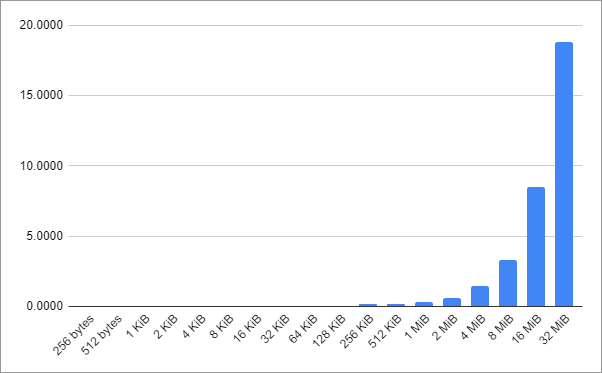 20.0000
15.0000
10.0000
5.0000
0.0000
256 bytes
512 bytes
1 KiB
2 KiB
4 KiB
8 KiB
16 KiB
32 KiB
64 KiB
128 KiB
256 KiB
512 KiB
1 MiB
2 MiB
4 MiB
8 MiB
16 MiB
32 MiB